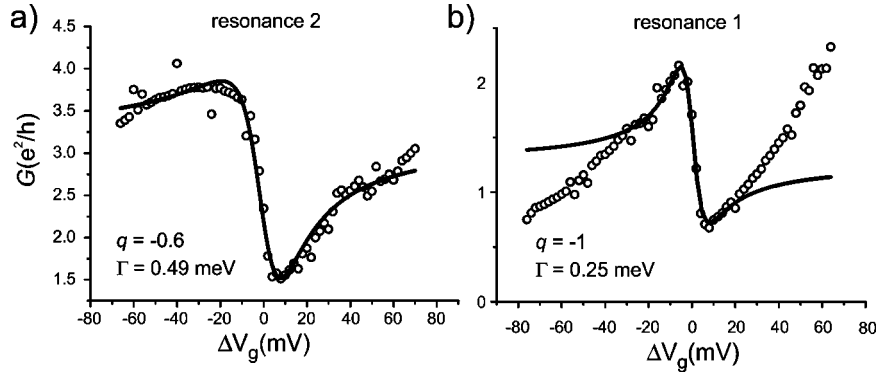 a)
resonance 2
G(e²/h)
4.5
4.0
3.5
3.0
2.5
2.0
1.5
q = -0.6
Γ = 0.49 meV
-80 -60 -40 -20 0 20 40 60 80
ΔVg(mV)
b)
resonance 1
2
1
0
q = -1
Γ = 0.25 meV
-80 -60 -40 -20 0 20 40 60 80
ΔVg(mV)